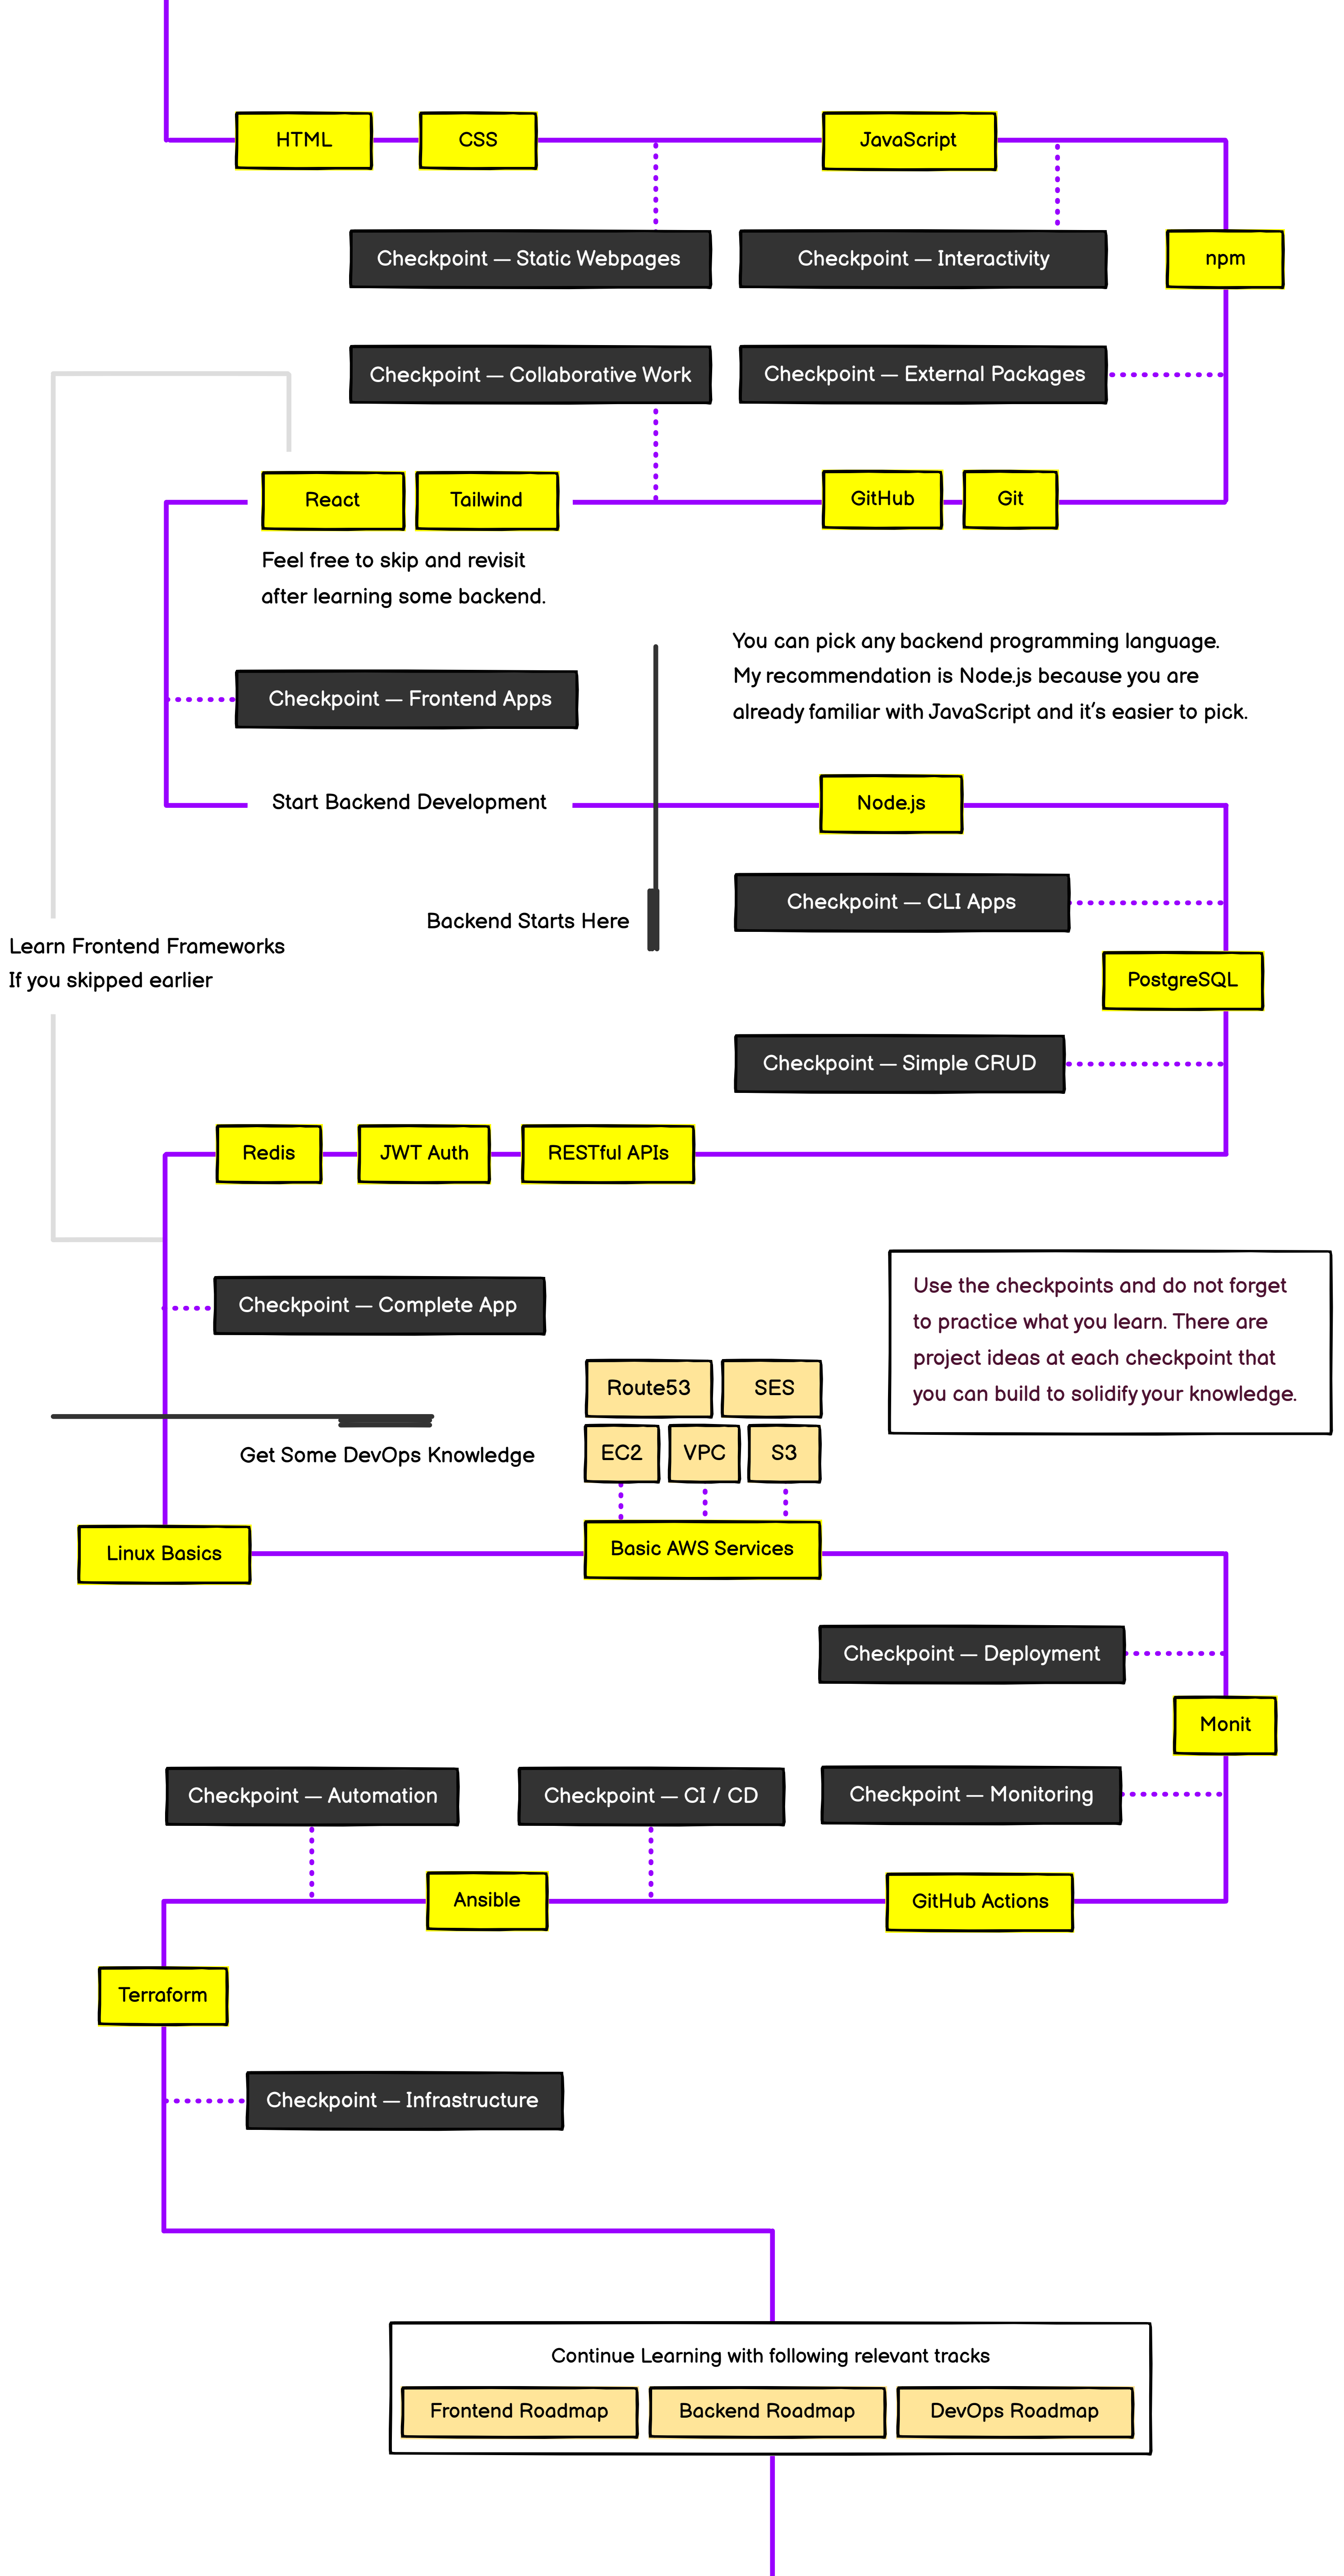 HTML
CSS
JavaScript
Checkpoint — Static Webpages
Checkpoint — Interactivity
npm
Checkpoint — Collaborative Work
Checkpoint — External Packages
React
Tailwind
GitHub
Git
Feel free to skip and revisit
after learning some backend.
You can pick any backend programming language.
My recommendation is Node.js because you are
already familiar with JavaScript and it's easier to pick.
Checkpoint — Frontend Apps
Start Backend Development
Node.js
Checkpoint — CLI Apps
Backend Starts Here
Learn Frontend Frameworks
If you skipped earlier
PostgreSQL
Checkpoint — Simple CRUD
Redis
JWT Auth
RESTful APIs
Checkpoint — Complete App
Use the checkpoints and do not forget
to practice what you learn. There are
project ideas at each checkpoint that
you can build to solidify your knowledge.
Route53
SES
EC2
VPC
S3
Get Some DevOps Knowledge
Linux Basics
Basic AWS Services
Checkpoint — Deployment
Monit
Checkpoint — Automation
Checkpoint — CI / CD
Checkpoint — Monitoring
Ansible
GitHub Actions
Terraform
Checkpoint — Infrastructure
Continue Learning with following relevant tracks
Frontend Roadmap
Backend Roadmap
DevOps Roadmap